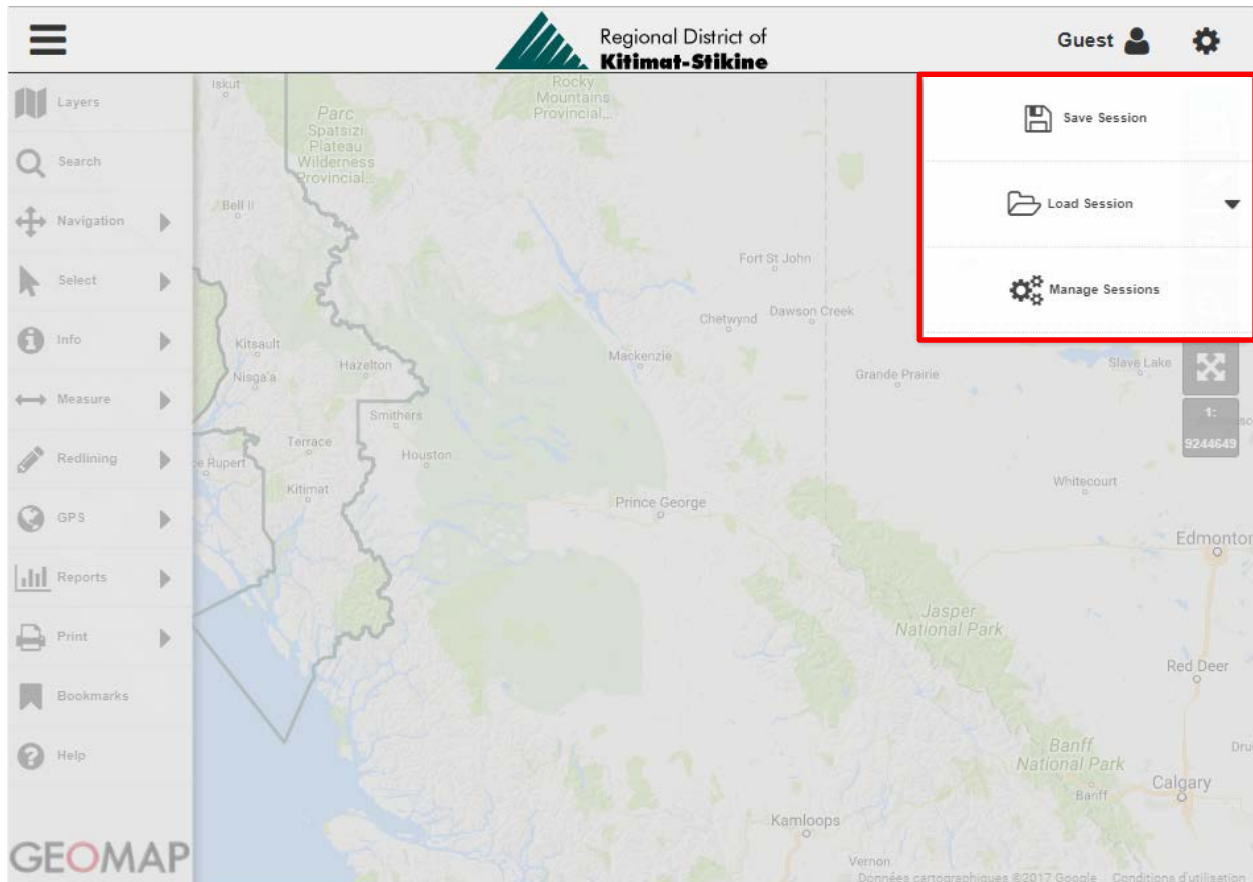 Regional District of
Kitimat-Stikine
Guest
Layers
Search
Navigation
Select
Info
Measure
Redlining
GPS
Reports
Print
Bookmarks
Help
GEOMAP
Save Session
Load Session
Manage Sessions
1:
9244649
Iskut
Parc
Spatsizi
Plateau
Wilderness
Provincial...
Rocky
Mountains
Provincial...
Bell II
Fort St John
Chetwynd
Dawson Creek
Kitsault
Nisga'a
Hazelton
Mackenzie
Grande Prairie
Slave Lake
Smithers
Terrace
Houston
ce Rupert
Kitimat
Whitecourt
Prince George
Edmonton
Jasper
National Park
Red Deer
Banff
National Park
Dru
Calgary
Banff
Kamloops
Vernon
Données cartographiques ©2017 Google
Conditions d'utilisation